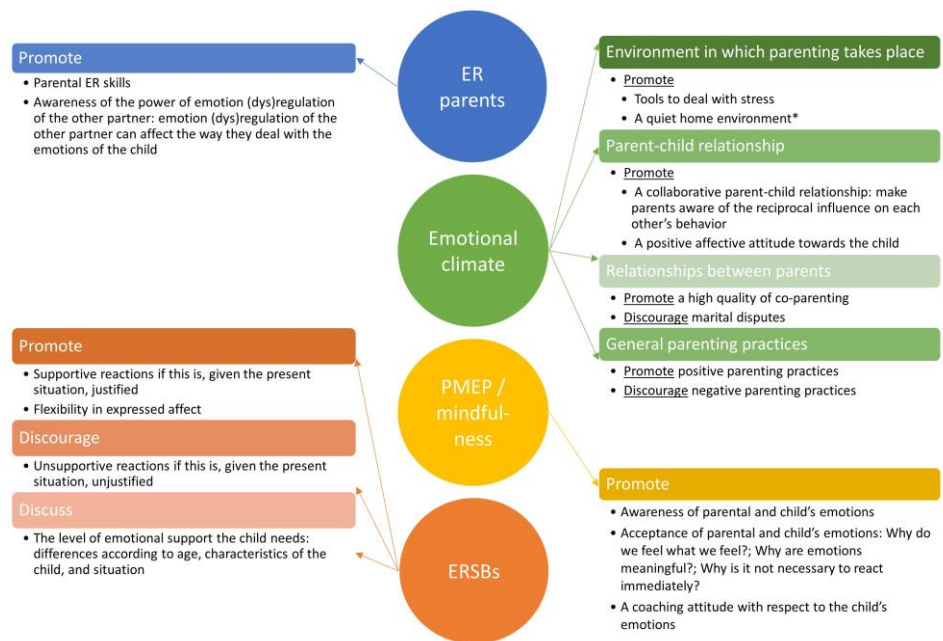 ER
parents
Promote
• Parental ER skills
• Awareness of the power of emotion (dys)regulation
of the other partner: emotion (dys)regulation of
the other partner can affect the way they deal with the
emotions of the child
Emotional
climate
Environment in which parenting takes place
• Promote
• Tools to deal with stress
• A quiet home environment*
Parent-child relationship
• Promote
• A collaborative parent-child relationship: make
parents aware of the reciprocal influence on each
other's behavior
• A positive affective attitude towards the child
Relationships between parents
• Promote a high quality of co-parenting
• Discourage marital disputes
General parenting practices
• Promote positive parenting practices
• Discourage negative parenting practices
PMEP /
mindful-
ness
Promote
• Awareness of parental and child's emotions
• Acceptance of parental and child's emotions: Why do
we feel what we feel?; Why are emotions
meaningful?; Why is it not necessary to react
immediately?
• A coaching attitude with respect to the child's
emotions
ERSBs
Promote
• Supportive reactions if this is, given the present
situation, justified
• Flexibility in expressed affect
Discourage
• Unsupportive reactions if this is, given the present
situation, unjustified
Discuss
• The level of emotional support the child needs:
differences according to age, characteristics of the
child, and situation